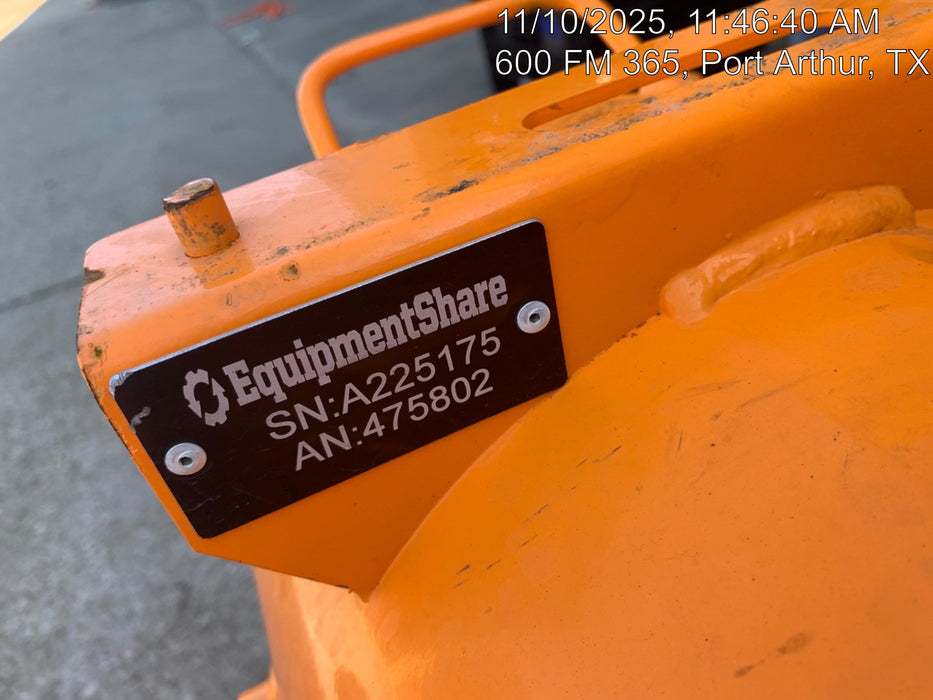 11/10/2025, 11:46:40 AM
600 FM 365, Port Arthur, TX
EquipmentShare
SN:A225175
AN:475802